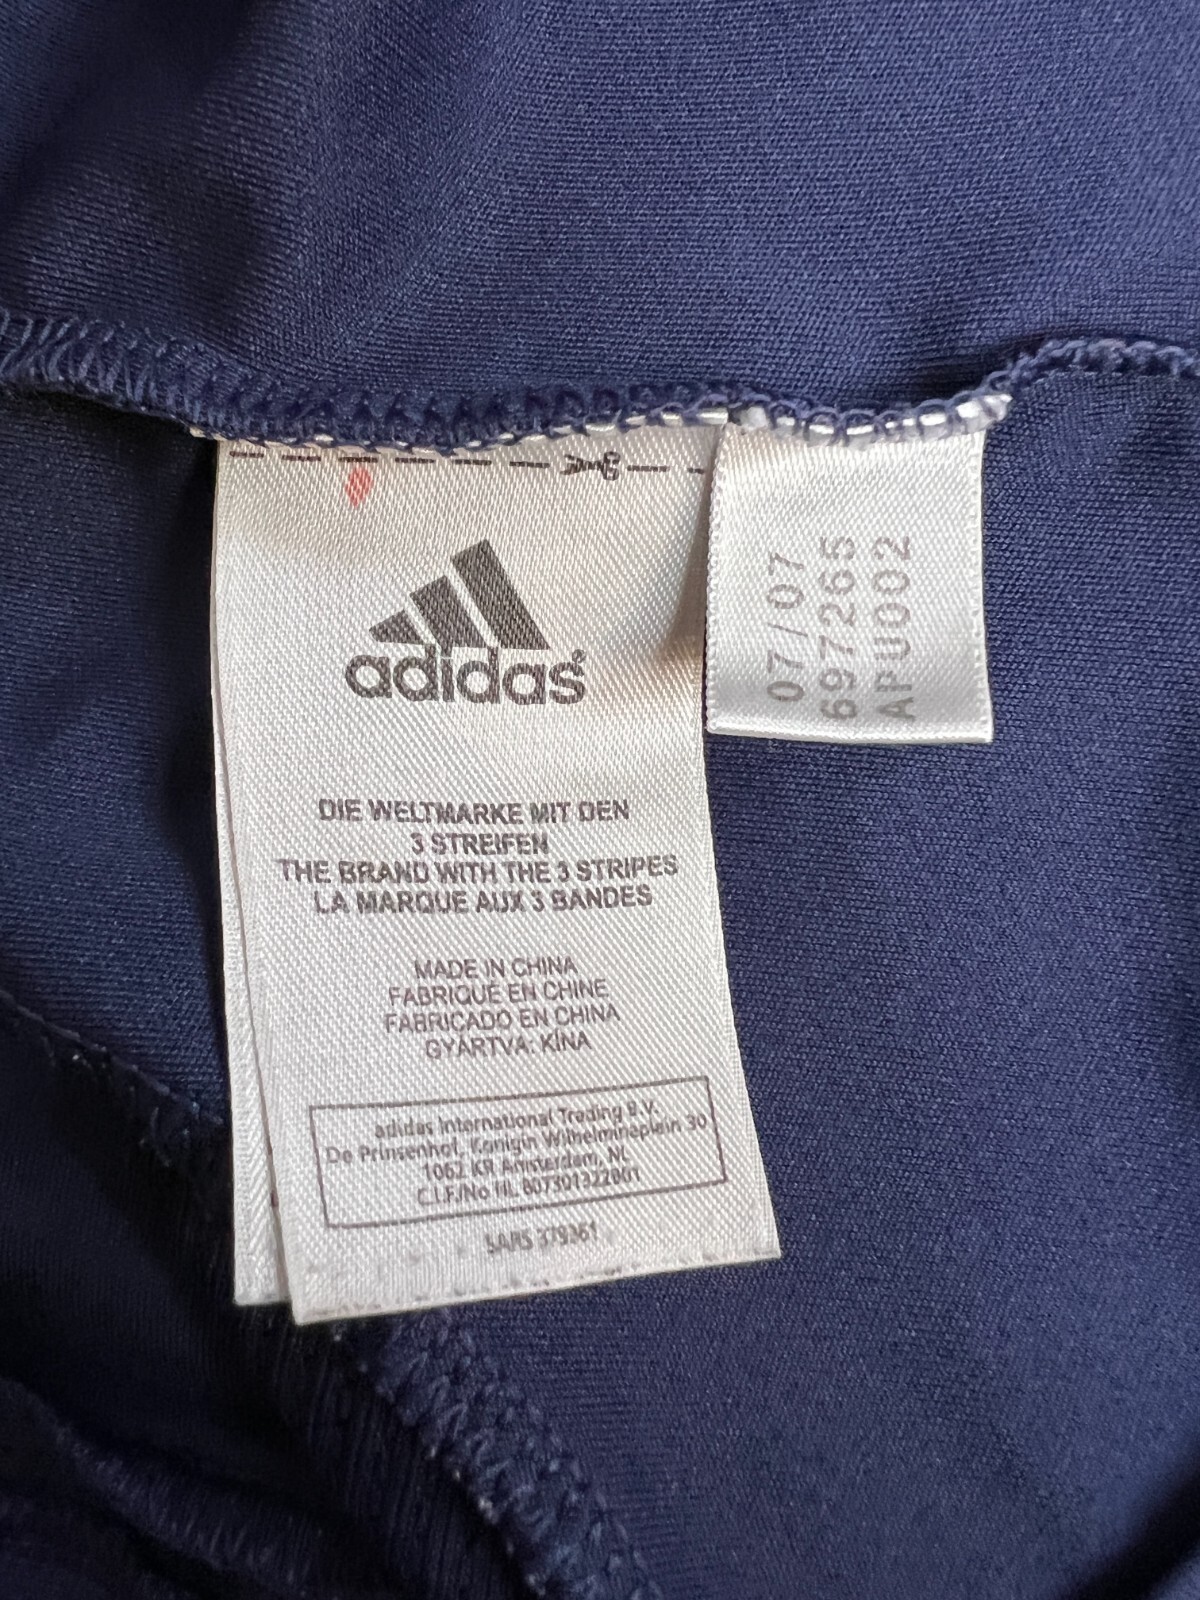 adidas®
DIE WELTMARKE MIT DEN
3 STREIFEN
THE BRAND WITH THE 3 STRIPES
LA MARQUE AUX 3 BANDES
MADE IN CHINA
FABRIQUÉ EN CHINE
FABRICADO EN CHINA
GYÁRTVA: KÍNA
adidas International Trading B.V.
De Prinsenhof, Konigin Wilhelmineplein 30
1062 KR Amsterdam, NL
C.I.F./No NL 807301322B01
SARS 379361
07/07
697265
APU002